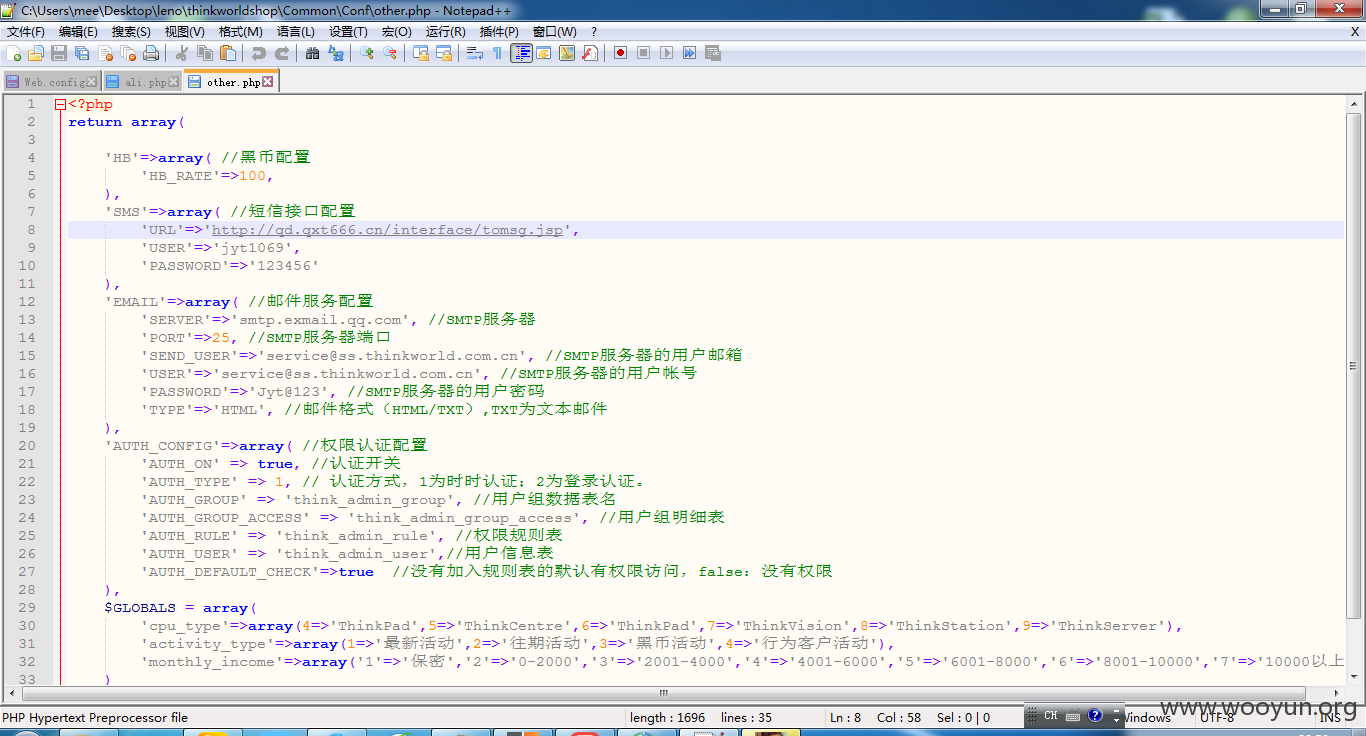 C:\Users\mee\Desktop\leno\thinkworldshop\Common\Conf\other.php - Notepad++
文件(F) 编辑(E) 搜索(S) 视图(V) 格式(M) 语言(L) 设置(T) 宏(O) 运行(R) 插件(P) 窗口(W) ? X
Web.config ali.php other.php
1 <?php
2 return array(
3
4 'HB'=>array( //黑币配置
5 'HB_RATE'=>100,
6 ),
7 'SMS'=>array( //短信接口配置
8 'URL'=>'http://qd.qxt666.cn/interface/tomsg.jsp',
9 'USER'=>'jyt1069',
10 'PASSWORD'=>'123456'
11 ),
12 'EMAIL'=>array( //邮件服务配置
13 'SERVER'=>'smtp.exmail.qq.com', //SMTP服务器
14 'PORT'=>25, //SMTP服务器端口
15 'SEND_USER'=>'service@ss.thinkworld.com.cn', //SMTP服务器的用户邮箱
16 'USER'=>'service@ss.thinkworld.com.cn', //SMTP服务器的用户帐号
17 'PASSWORD'=>'Jyt@123', //SMTP服务器的用户密码
18 'TYPE'=>'HTML', //邮件格式（HTML/TXT）,TXT为文本邮件
19 ),
20 'AUTH_CONFIG'=>array( //权限认证配置
21 'AUTH_ON' => true, //认证开关
22 'AUTH_TYPE' => 1, // 认证方式，1为时时认证；2为登录认证。
23 'AUTH_GROUP' => 'think_admin_group', //用户组数据表名
24 'AUTH_GROUP_ACCESS' => 'think_admin_group_access', //用户组明细表
25 'AUTH_RULE' => 'think_admin_rule', //权限规则表
26 'AUTH_USER' => 'think_admin_user',//用户信息表
27 'AUTH_DEFAULT_CHECK'=>true //没有加入规则表的默认有权限访问，false：没有权限
28 ),
29 $GLOBALS = array(
30 'cpu_type'=>array(4=>'ThinkPad',5=>'ThinkCentre',6=>'ThinkPad',7=>'ThinkVision',8=>'ThinkStation',9=>'ThinkServer'),
31 'activity_type'=>array(1=>'最新活动',2=>'往期活动',3=>'黑币活动',4=>'行为客户活动'),
32 'monthly_income'=>array('1'=>'保密','2'=>'0-2000','3'=>'2001-4000','4'=>'4001-6000','5'=>'6001-8000','6'=>'8001-10000','7'=>'10000以上
33 )
PHP Hypertext Preprocessor file length : 1696 lines : 35 Ln : 8 Col : 58 Sel : 0 | 0 CH Windows UTF-8 INS
www.wooyun.org